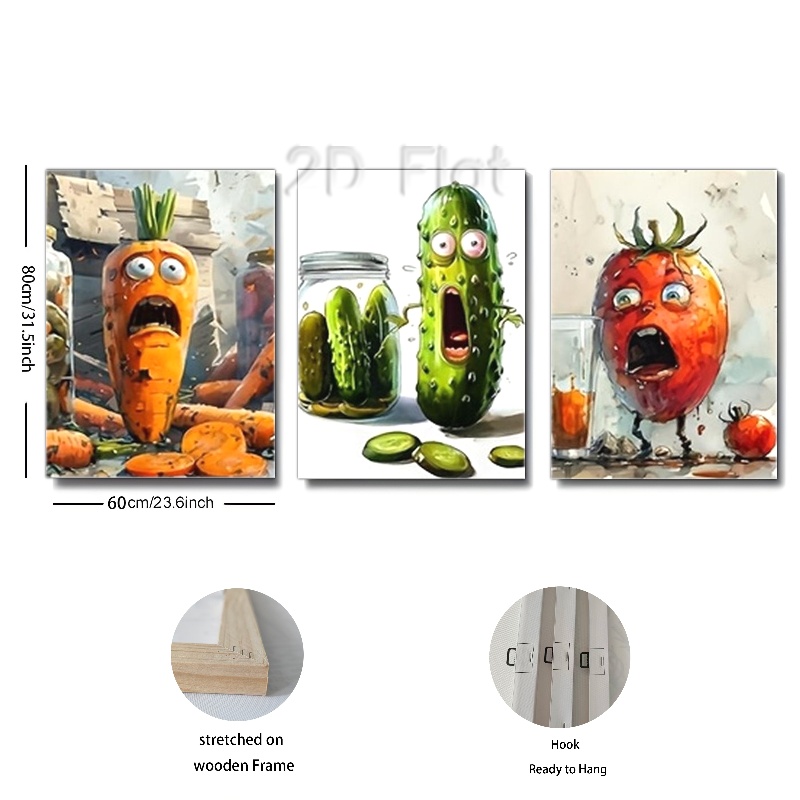 2D Flat
80cm/31.5inch
60cm/23.6inch
stretched on
wooden Frame
Hook
Ready to Hang